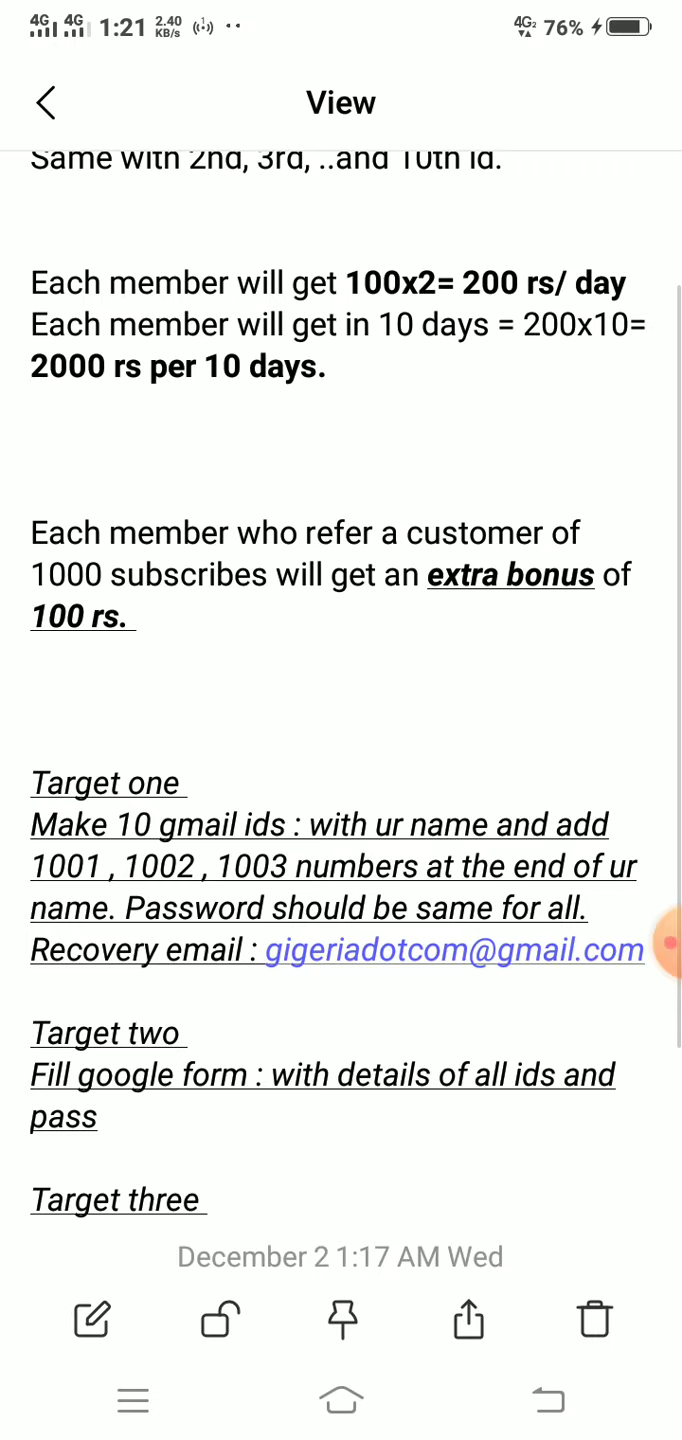 4G 4G 1:21 2.40 KB/s 4G2 76%
View
Same with 2nd, 3rd, ..and 10th id.
Each member will get 100x2= 200 rs/ day
Each member will get in 10 days = 200x10=
2000 rs per 10 days.
Each member who refer a customer of
1000 subscribes will get an extra bonus of
100 rs.
Target one
Make 10 gmail ids : with ur name and add
1001 , 1002 , 1003 numbers at the end of ur
name. Password should be same for all.
Recovery email : gigeriadotcom@gmail.com
Target two
Fill google form : with details of all ids and
pass
Target three
December 2 1:17 AM Wed